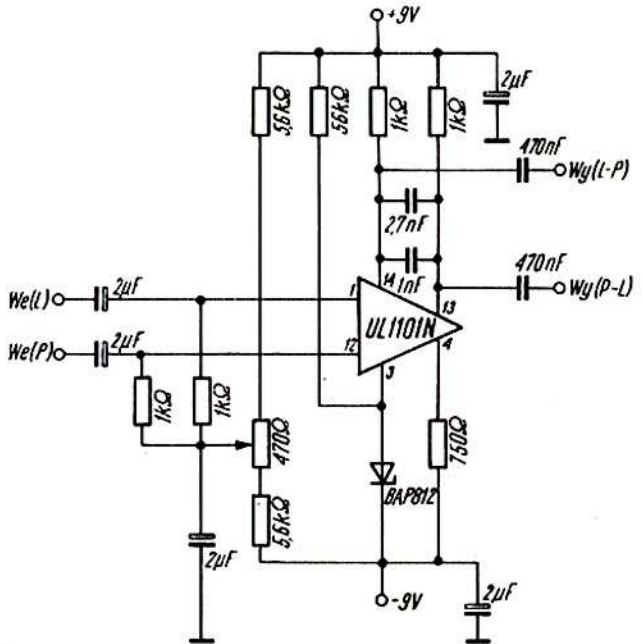 +9V
5,6kΩ
56kΩ
1kΩ
1kΩ
2μF
470nF
Wy(L-P)
2,7nF
470nF
1nF
Wy(P-L)
14
13
We(L)
2μF
1
UL1101N
We(P)
2μF
12
4
3
1kΩ
1kΩ
470Ω
750Ω
BAP812
5,6kΩ
2μF
-9V
2μF